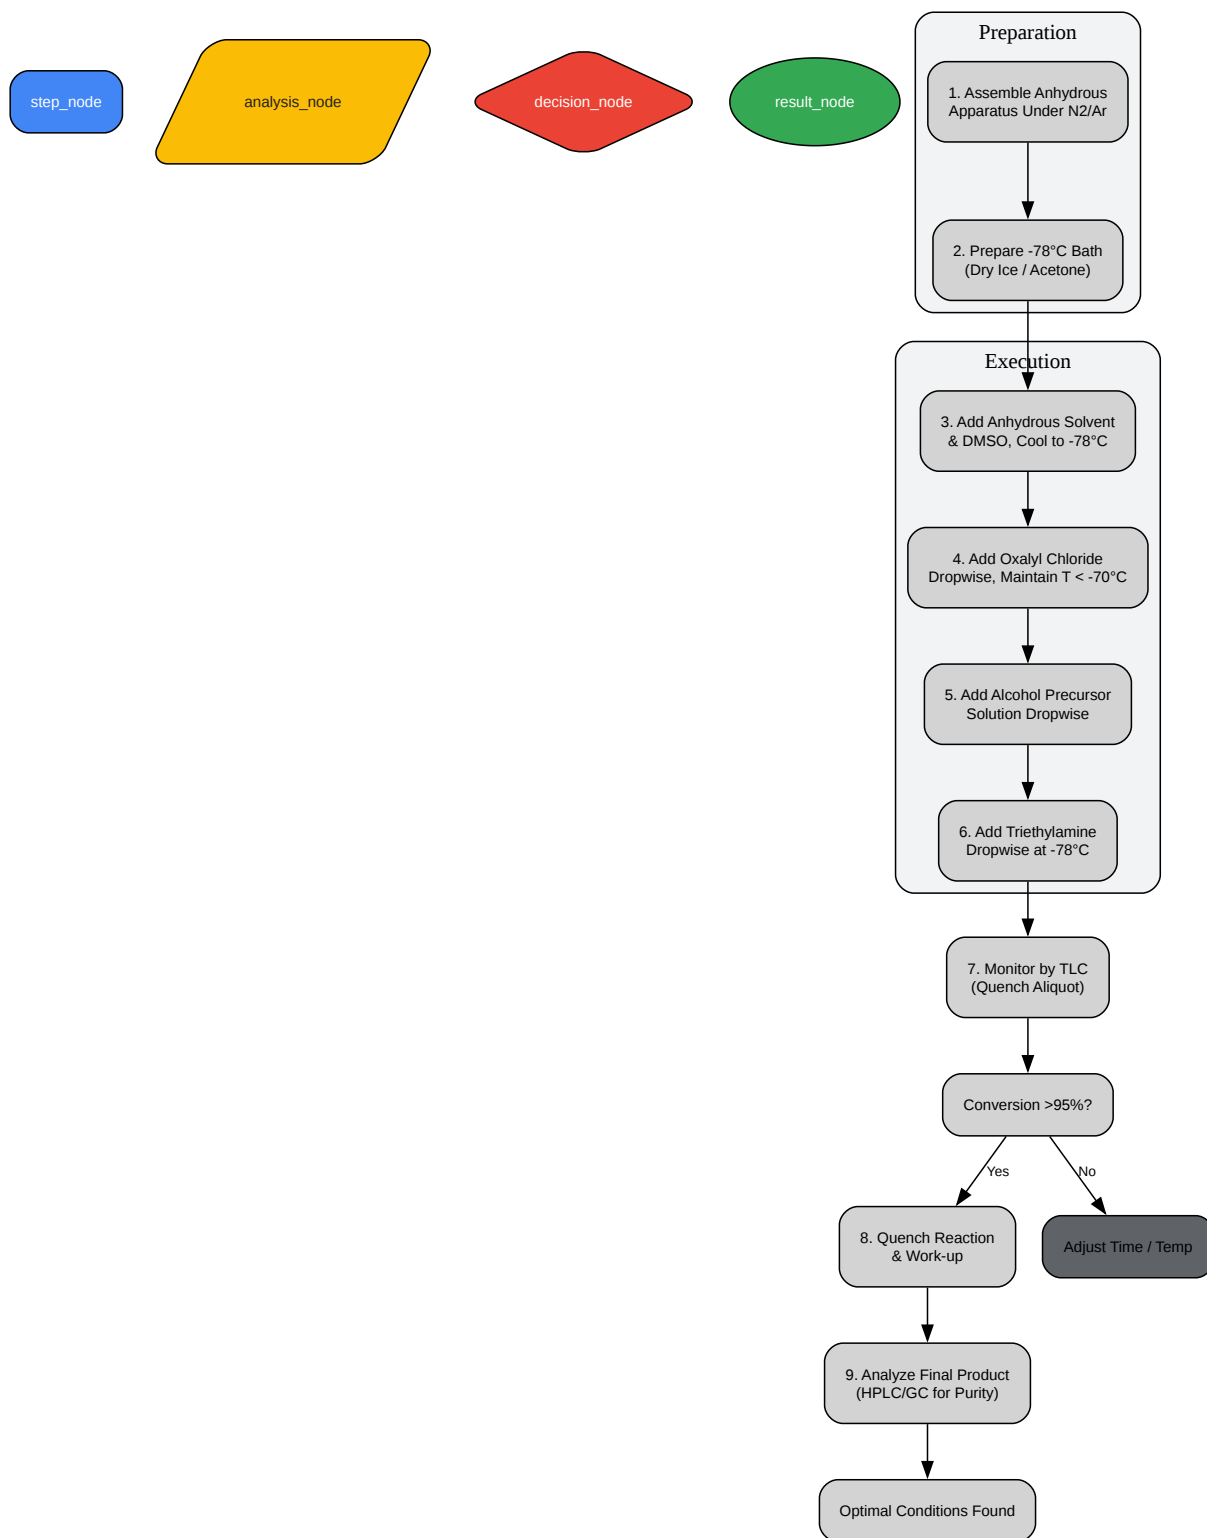 step_node
analysis_node
decision_node
result_node
Preparation
1. Assemble Anhydrous
Apparatus Under N2/Ar
2. Prepare -78°C Bath
(Dry Ice / Acetone)
Execution
3. Add Anhydrous Solvent
& DMSO, Cool to -78°C
4. Add Oxalyl Chloride
Dropwise, Maintain T < -70°C
5. Add Alcohol Precursor
Solution Dropwise
6. Add Triethylamine
Dropwise at -78°C
7. Monitor by TLC
(Quench Aliquot)
Conversion >95%?
Yes
No
8. Quench Reaction
& Work-up
Adjust Time / Temp
9. Analyze Final Product
(HPLC/GC for Purity)
Optimal Conditions Found